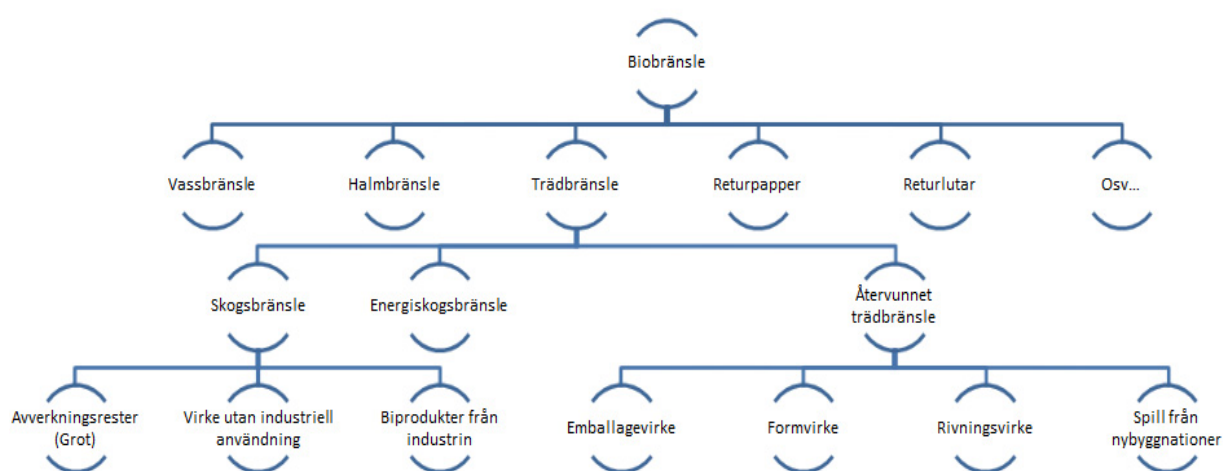 Biobränsle
Vassbränsle
Halmbränsle
Trädbränsle
Returpapper
Returlutar
Osv...
Skogsbränsle
Energiskogsbränsle
Återvunnet
trädbränsle
Avverkningsrester
(Grot)
Virke utan industriell
användning
Biprodukter från
industrin
Emballagevirke
Formvirke
Rivningsvirke
Spill från
nybyggnationer